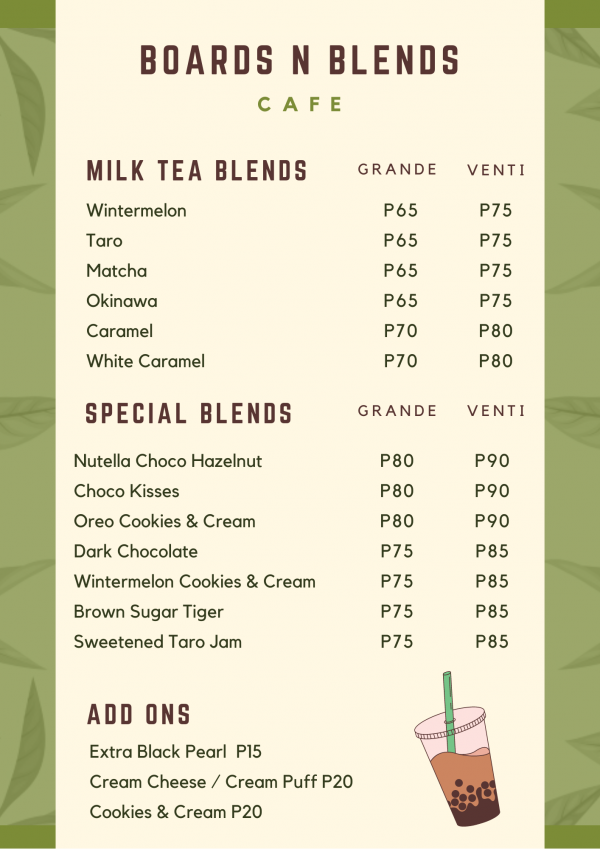 BOARDS N BLENDS
CAFE
MILK TEA BLENDS GRANDE VENTI
Wintermelon P65 P75
Taro P65 P75
Matcha P65 P75
Okinawa P65 P75
Caramel P70 P80
White Caramel P70 P80
SPECIAL BLENDS GRANDE VENTI
Nutella Choco Hazelnut P80 P90
Choco Kisses P80 P90
Oreo Cookies & Cream P80 P90
Dark Chocolate P75 P85
Wintermelon Cookies & Cream P75 P85
Brown Sugar Tiger P75 P85
Sweetened Taro Jam P75 P85
ADD ONS
Extra Black Pearl P15
Cream Cheese / Cream Puff P20
Cookies & Cream P20